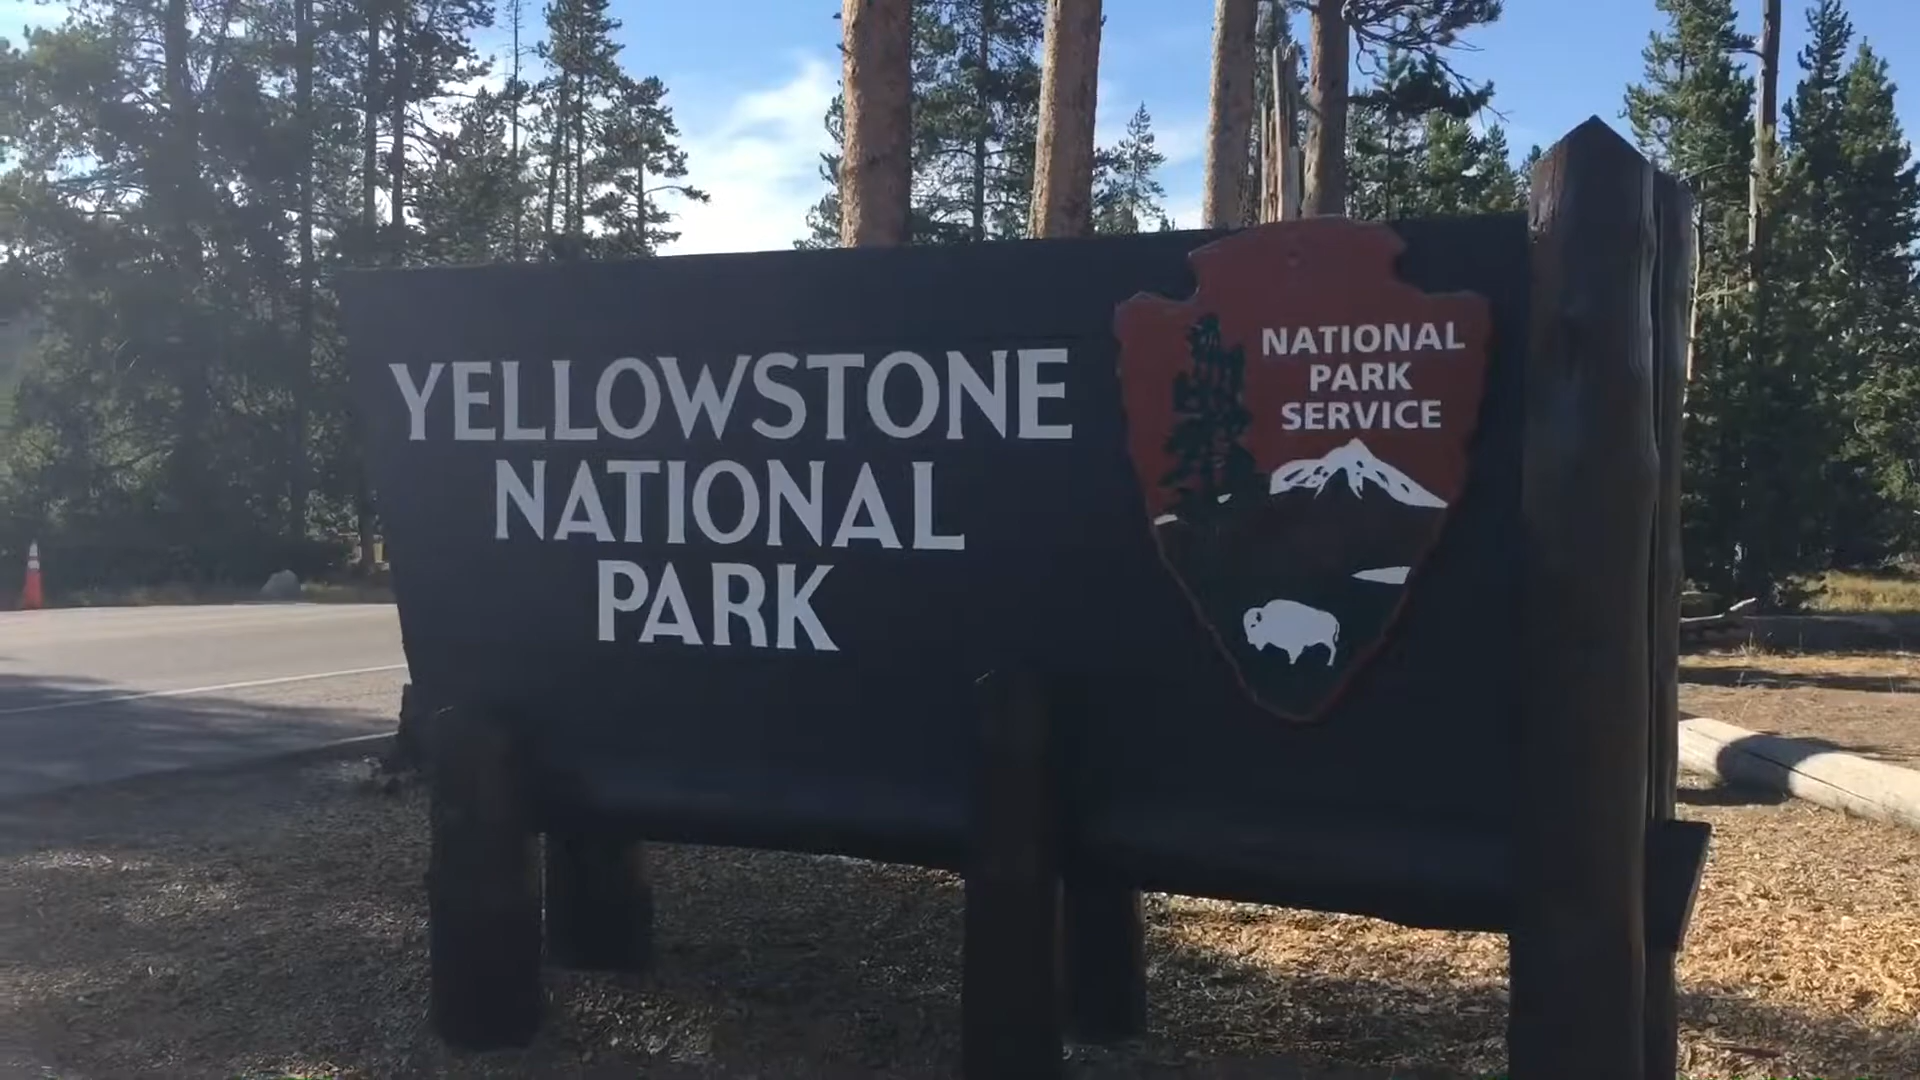 YELLOWSTONE
NATIONAL
PARK
NATIONAL
PARK
SERVICE